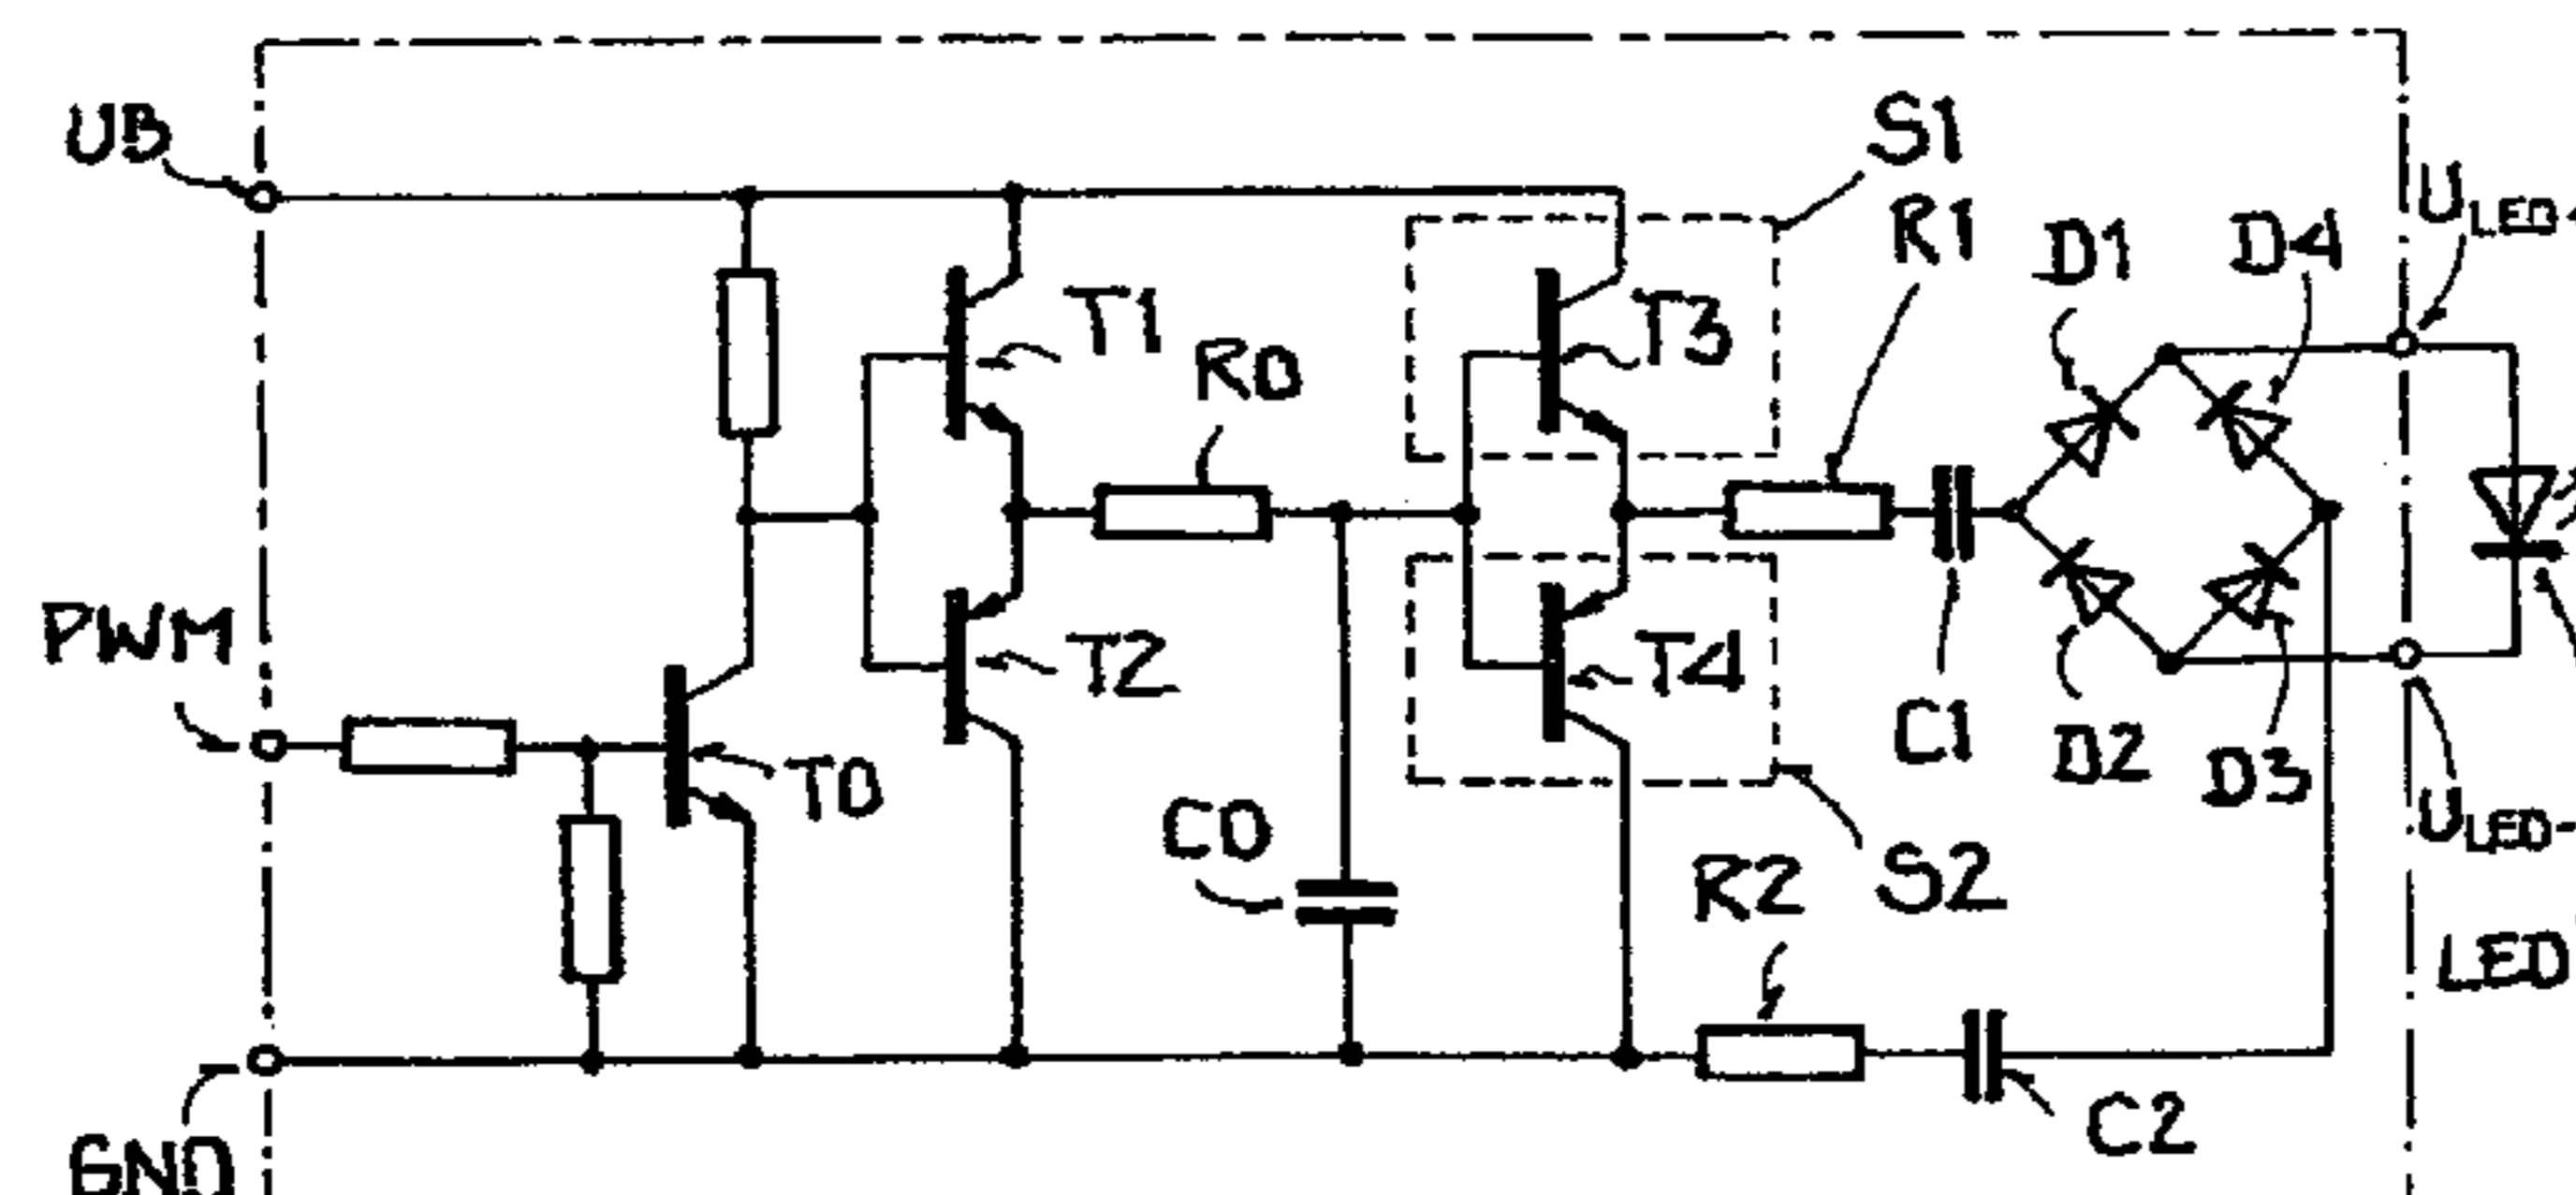 UB
S1
R1
D1
D4
ULED+
T1
R0
T3
PWM
T2
T4
T0
C0
C1
D2
D3
ULED-
R2
S2
LED
C2
GND